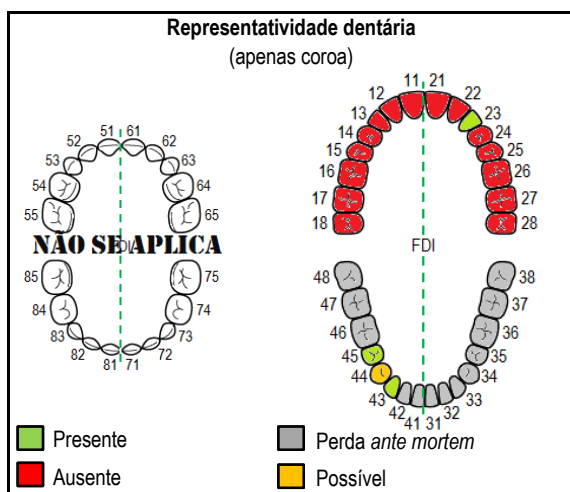 Representatividade dentária
(apenas coroa)
11 21
12 22
13 23
14 24
15 25
16 26
17 27
18 28
51 61
52 62
53 63
54 64
55 65
NÃO SE APLICA
FDI
FDI
85 75
84 74
83 73
82 72
81 71
48 38
47 37
46 36
45 35
44 34
43 33
42 32
41 31
Presente
Perda ante mortem
Ausente
Possível